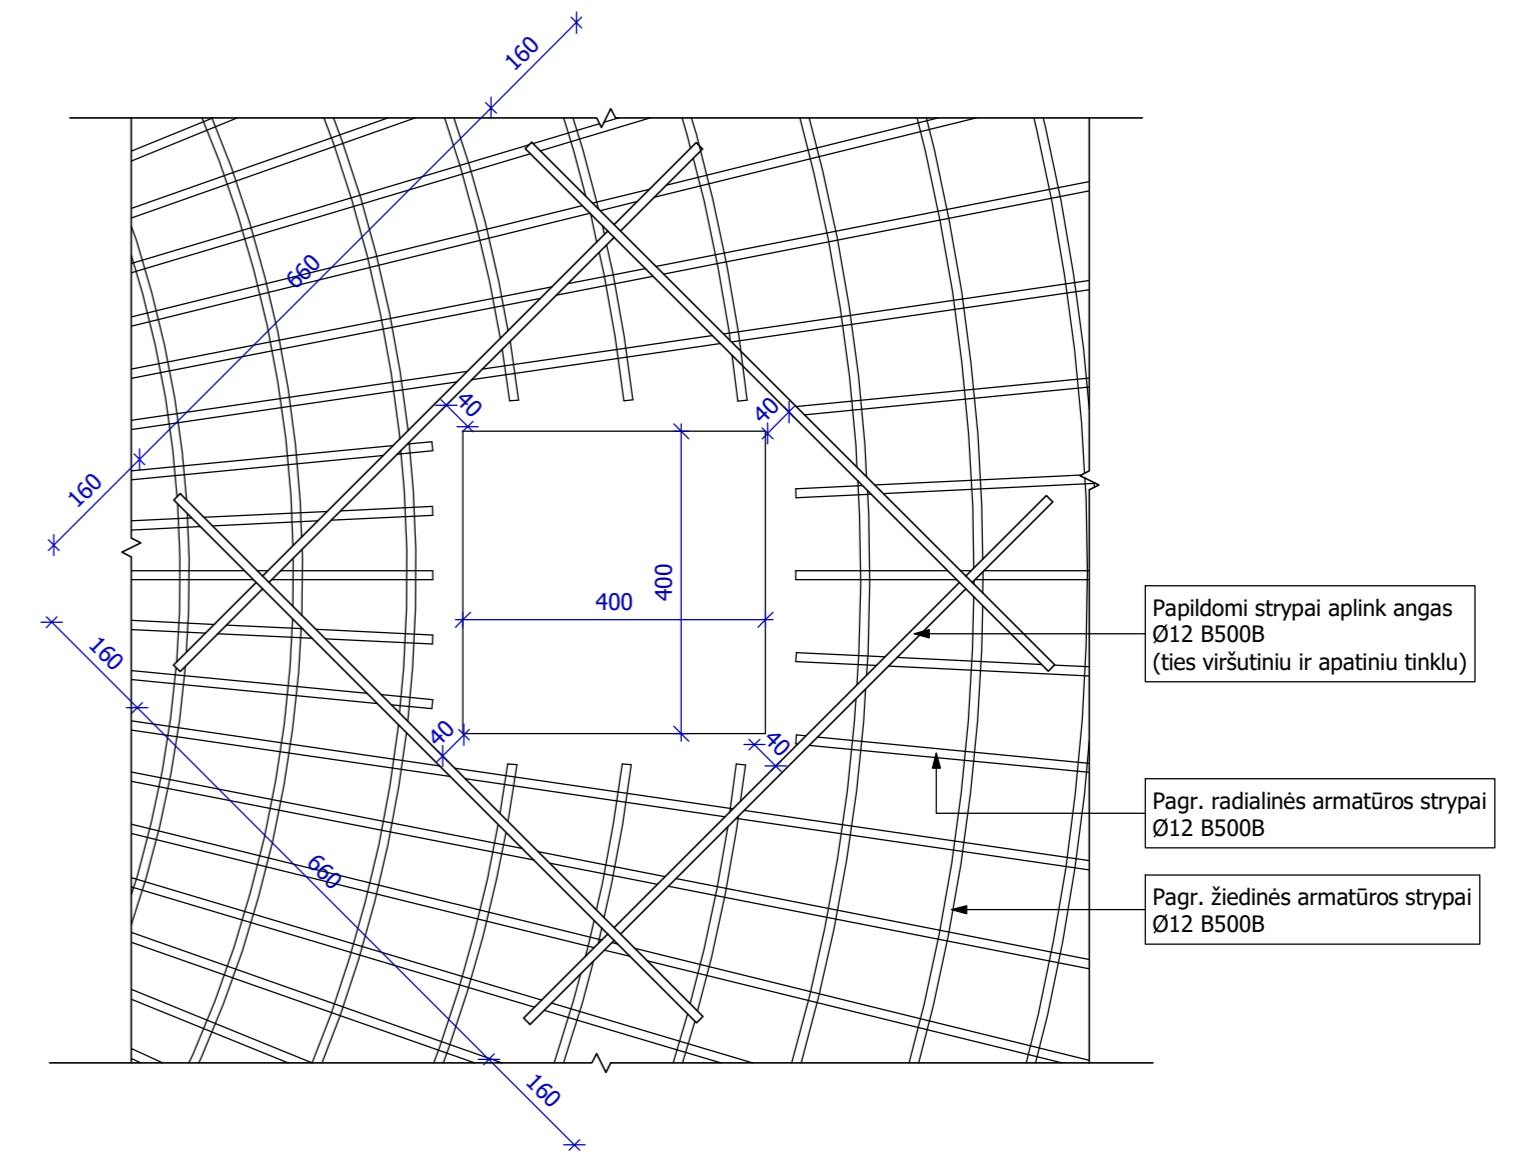 160
660
160
40
40
400
400
160
40
40
660
160
Papildomi strypai aplink angas
Ø12 B500B
(ties viršutiniu ir apatiniu tinklu)
Pagr. radialinės armatūros strypai
Ø12 B500B
Pagr. žiedinės armatūros strypai
Ø12 B500B